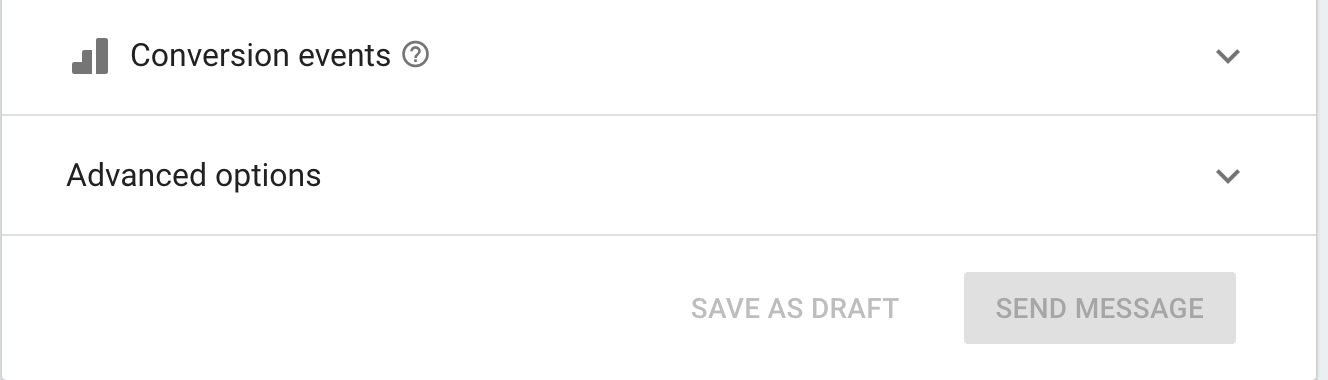 Conversion events
Advanced options
SAVE AS DRAFT SEND MESSAGE